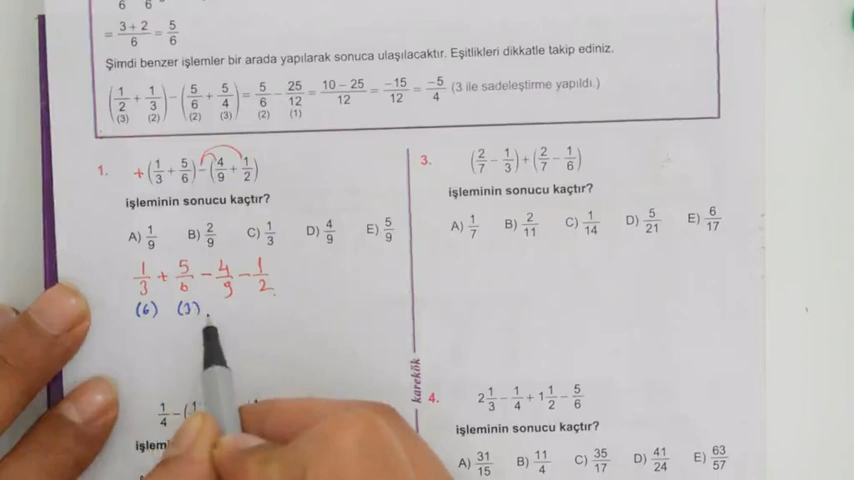 6 6
= 3 + 2 / 6 = 5/6
Şimdi benzer işlemler bir arada yapılarak sonuca ulaşılacaktır. Eşitlikleri dikkatle takip ediniz.
(1/2 + 1/3) − (5/6 + 5/4) = 5/6 − 25/12 = 10 − 25 / 12 = −15/12 = −5/4 (3 ile sadeleştirme yapıldı.)
(3) (2) (2) (3) (2) (1)
1. +(1/3 + 5/6) − (4/9 + 1/2)
işleminin sonucu kaçtır?
A) 1/9 B) 2/9 C) 1/3 D) 4/9 E) 5/9
1/3 + 5/6 − 4/9 − 1/2
(6) (3)
1/4 − (
işlem
3. (2/7 − 1/3) + (2/7 − 1/6)
işleminin sonucu kaçtır?
A) 1/7 B) 2/11 C) 1/14 D) 5/21 E) 6/17
karekök
4. 2 1/3 − 1/4 + 1 1/2 − 5/6
işleminin sonucu kaçtır?
A) 31/15 B) 11/4 C) 35/17 D) 41/24 E) 63/57